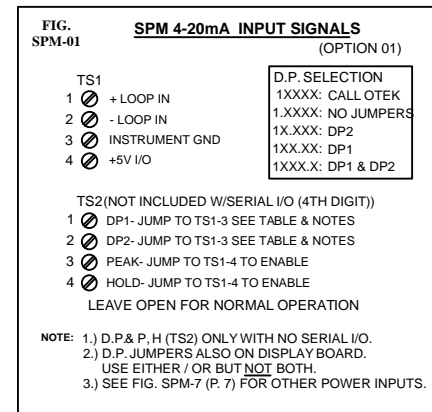 FIG.
SPM-01
SPM 4-20mA INPUT SIGNALS
(OPTION 01)
TS1
1 + LOOP IN
2 - LOOP IN
3 INSTRUMENT GND
4 +5V I/O
D.P. SELECTION
1XXXX: CALL OTEK
1.XXXX: NO JUMPERS
1X.XXX: DP2
1XX.XX: DP1
1XXX.X: DP1 & DP2
TS2(NOT INCLUDED W/SERIAL I/O (4TH DIGIT))
1 DP1- JUMP TO TS1-3 SEE TABLE & NOTES
2 DP2- JUMP TO TS1-3 SEE TABLE & NOTES
3 PEAK- JUMP TO TS1-4 TO ENABLE
4 HOLD- JUMP TO TS1-4 TO ENABLE
LEAVE OPEN FOR NORMAL OPERATION
NOTE: 1.) D.P.& P, H (TS2) ONLY WITH NO SERIAL I/O.
2.) D.P. JUMPERS ALSO ON DISPLAY BOARD.
USE EITHER / OR BUT NOT BOTH.
3.) SEE FIG. SPM-7 (P. 7) FOR OTHER POWER INPUTS.